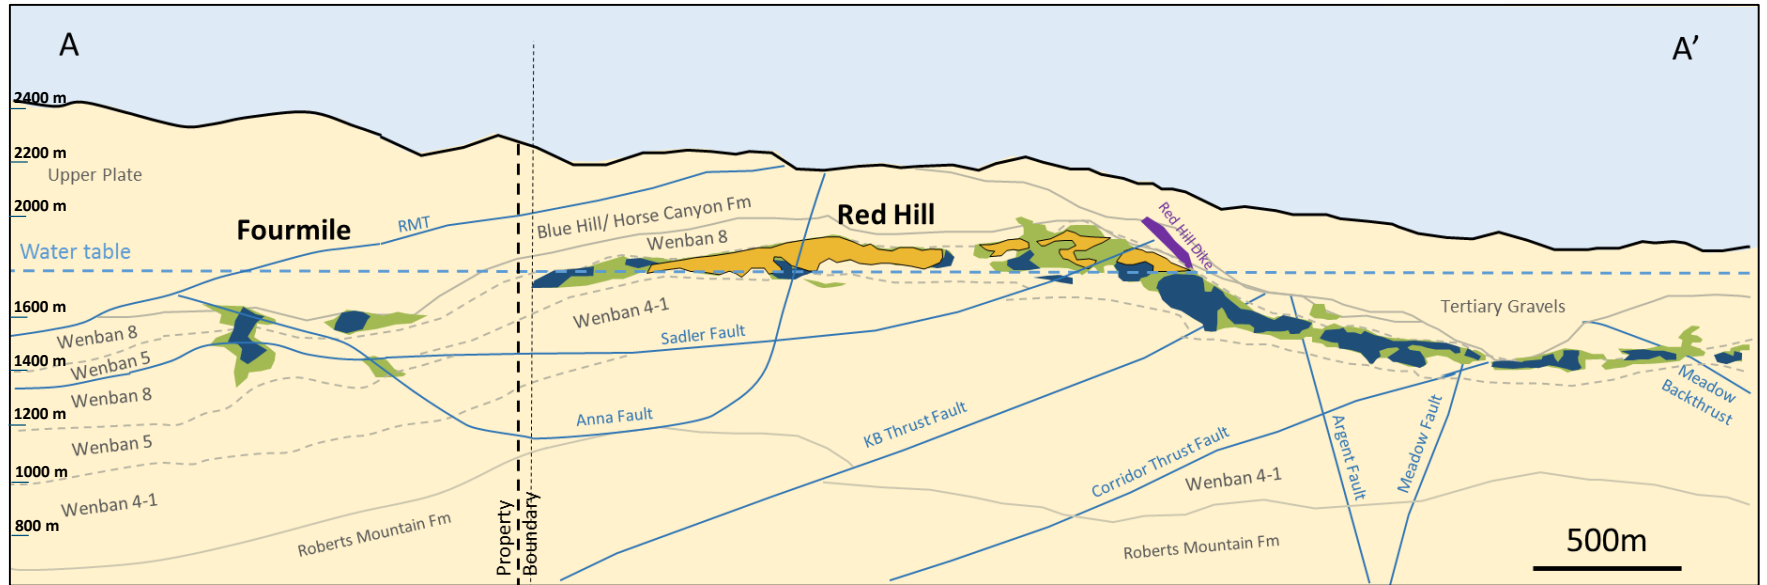 A
A’
2400 m
2200 m
Upper Plate
2000 m
Fourmile
RMT
Blue Hill/ Horse Canyon Fm
Wenban 8
Red Hill
Red Hill Dike
Water table
1600 m
Wenban 8
Wenban 5
1400 m
Wenban 8
Wenban 4-1
Sadler Fault
Tertiary Gravels
Meadow
Backthrust
1200 m
Wenban 5
Anna Fault
KB Thrust Fault
Corridor Thrust Fault
Argent Fault
Meadow Fault
1000 m
Wenban 4-1
Wenban 4-1
800 m
Roberts Mountain Fm
Property
Boundary
Roberts Mountain Fm
500m